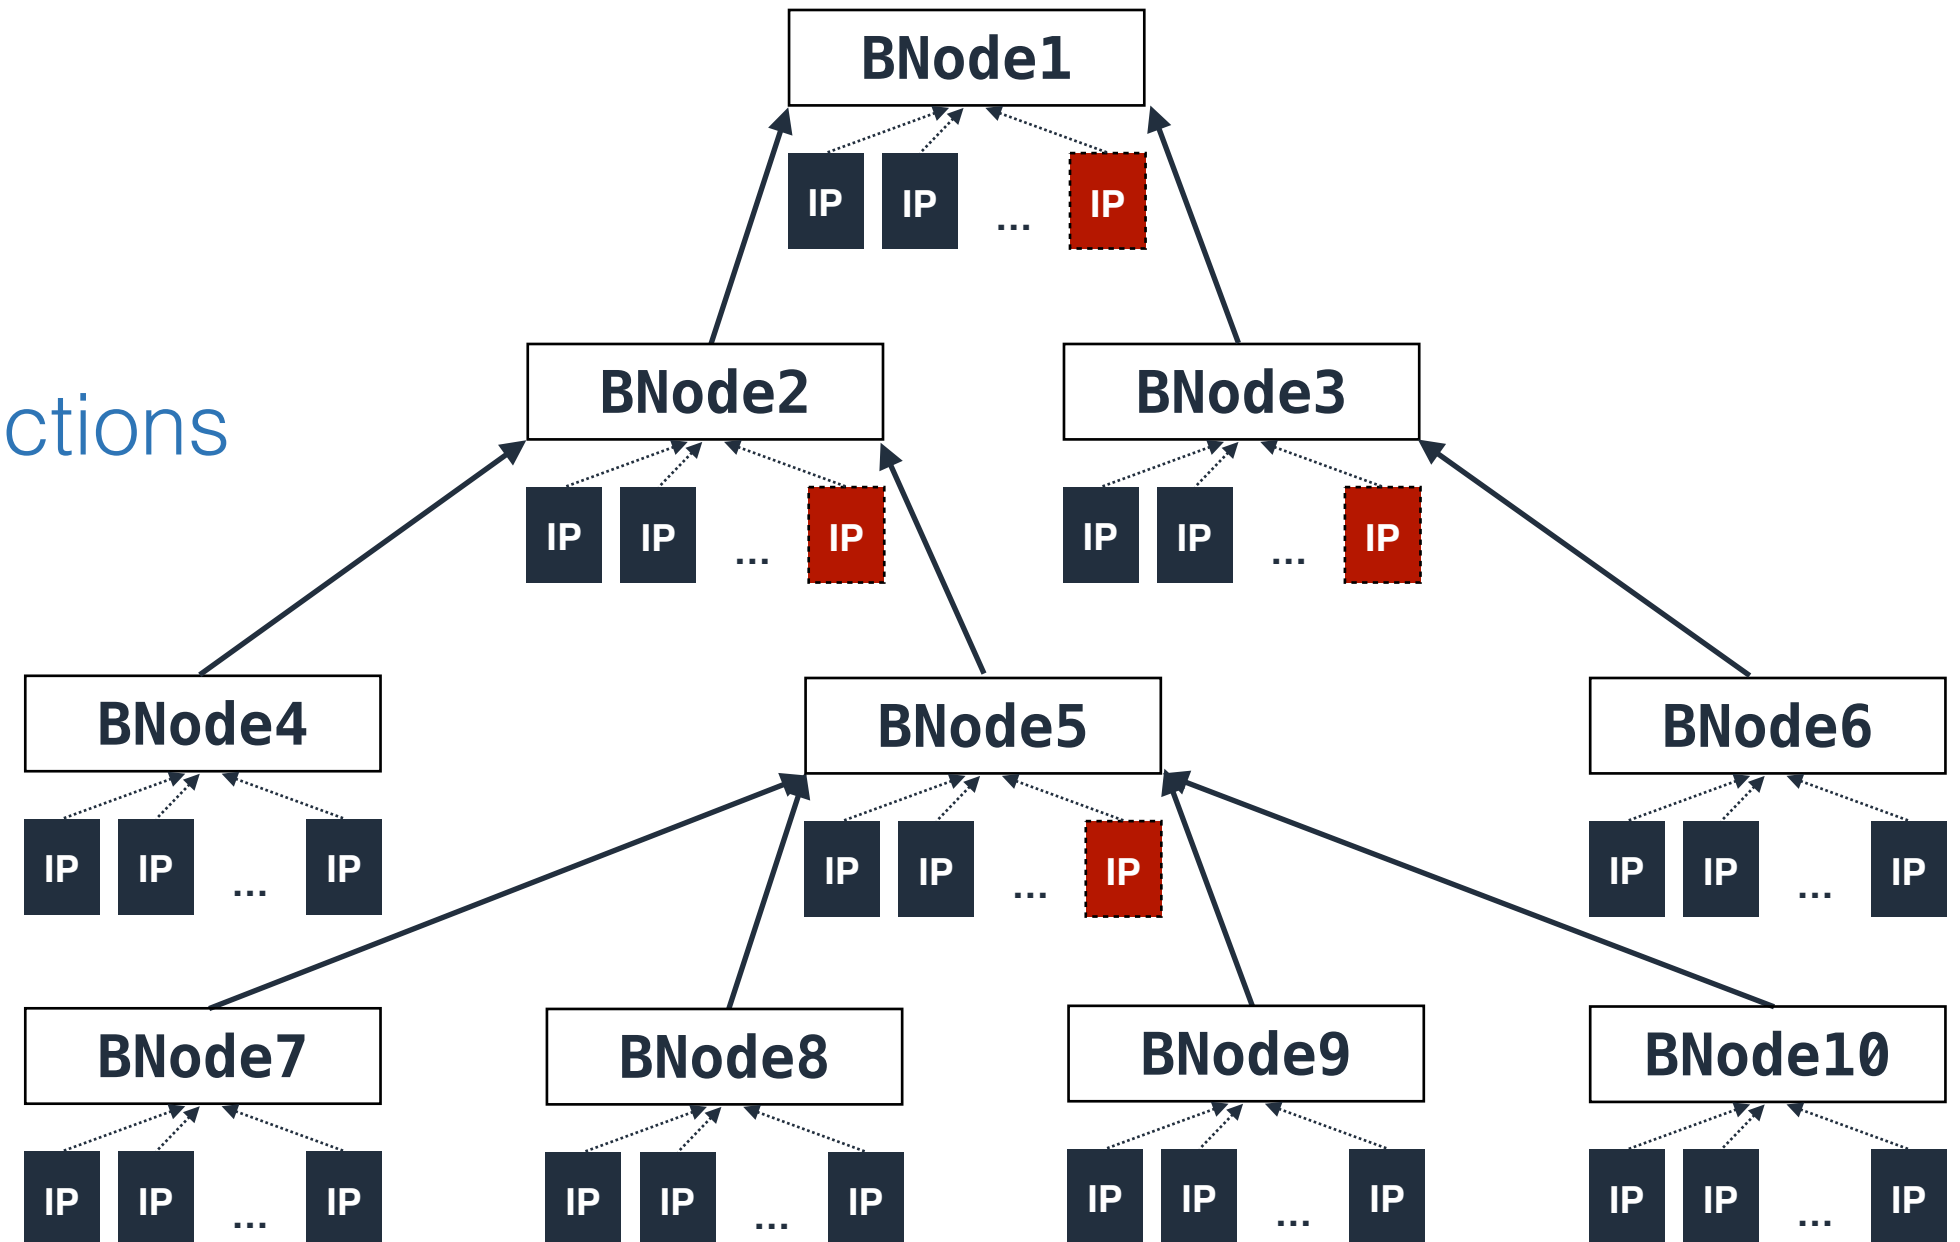 BNode1
IP IP ... IP
BNode2 BNode3
ctions
IP IP ... IP IP IP ... IP
BNode4 BNode5 BNode6
IP IP ... IP IP IP ... IP IP IP ... IP
BNode7 BNode8 BNode9 BNode10
IP IP ... IP IP IP ... IP IP IP ... IP IP IP ... IP